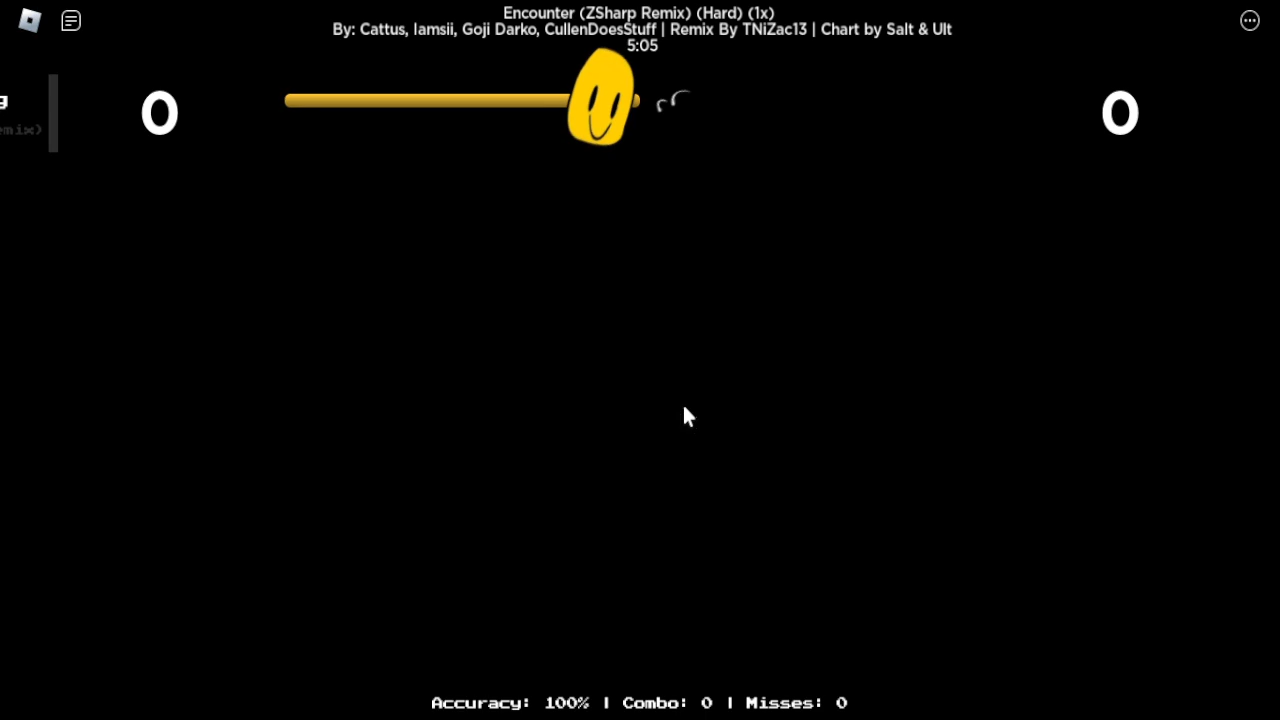 Encounter (ZSharp Remix) (Hard) (1x)
By: Cattus, Iamsii, Goji Darko, CullenDoesStuff | Remix By TNiZac13 | Chart by Salt & Ult
5:05
g
emix)
0
0
Accuracy: 100% | Combo: 0 | Misses: 0